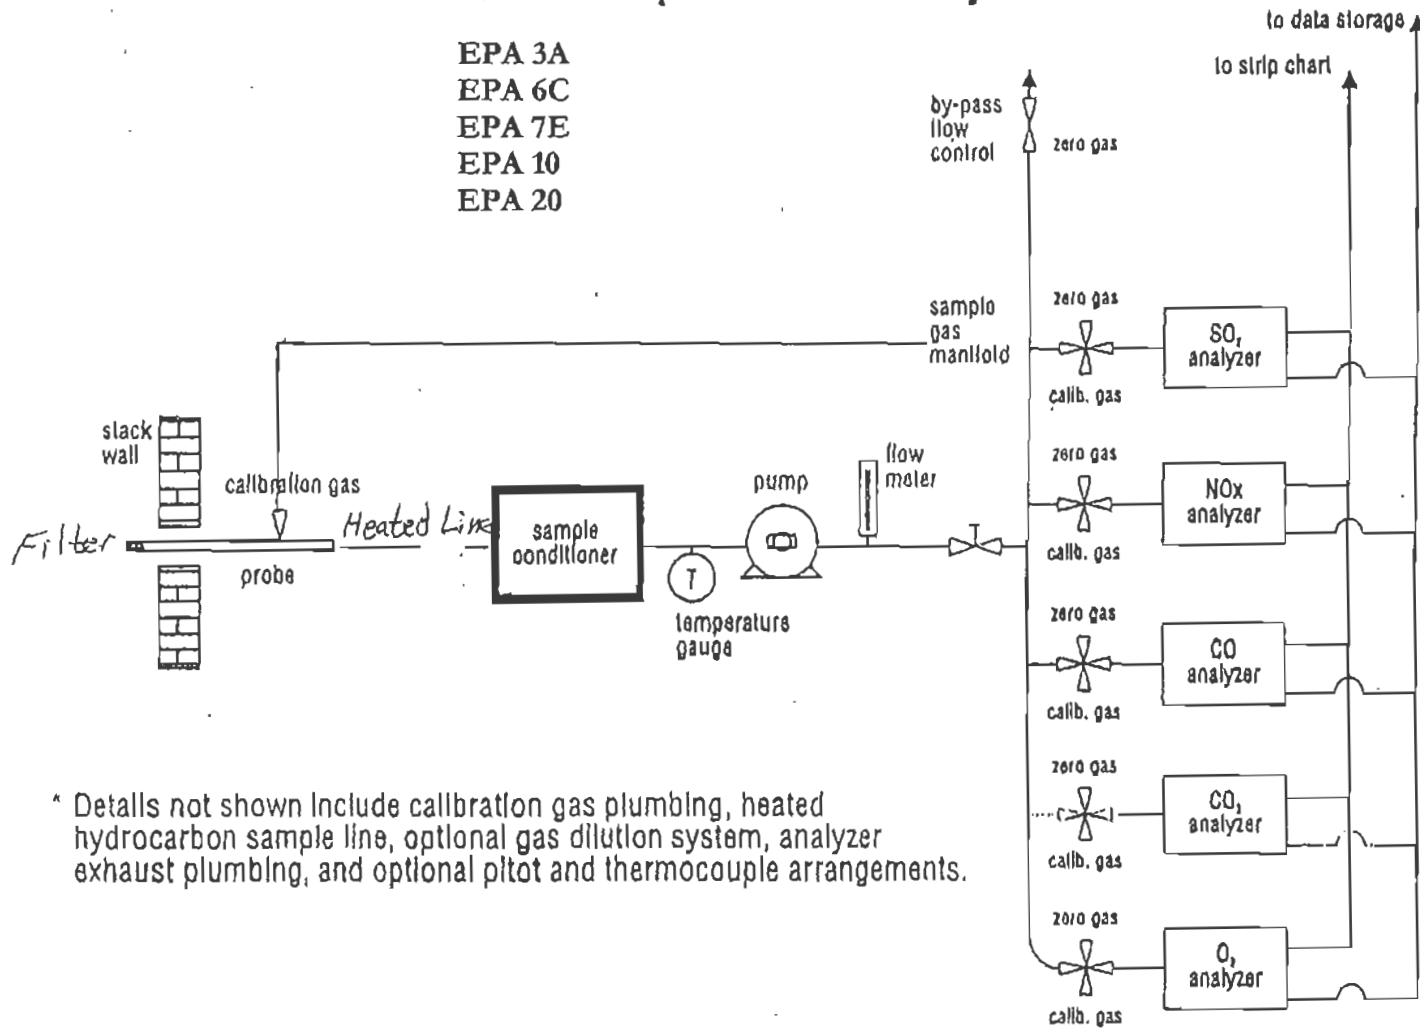 EPA 3A
EPA 6C
EPA 7E
EPA 10
EPA 20
to data storage
to strip chart
by-pass
flow
control
zero gas
sample
gas
manifold
zero gas
calib. gas
SO₂
analyzer
stack
wall
calibration gas
Filter
probe
Heated Line
sample
conditioner
T
temperature
gauge
pump
flow
meter
zero gas
calib. gas
NOx
analyzer
zero gas
calib. gas
CO
analyzer
zero gas
calib. gas
CO₂
analyzer
zero gas
calib. gas
O₂
analyzer
* Details not shown include calibration gas plumbing, heated
hydrocarbon sample line, optional gas dilution system, analyzer
exhaust plumbing, and optional pitot and thermocouple arrangements.